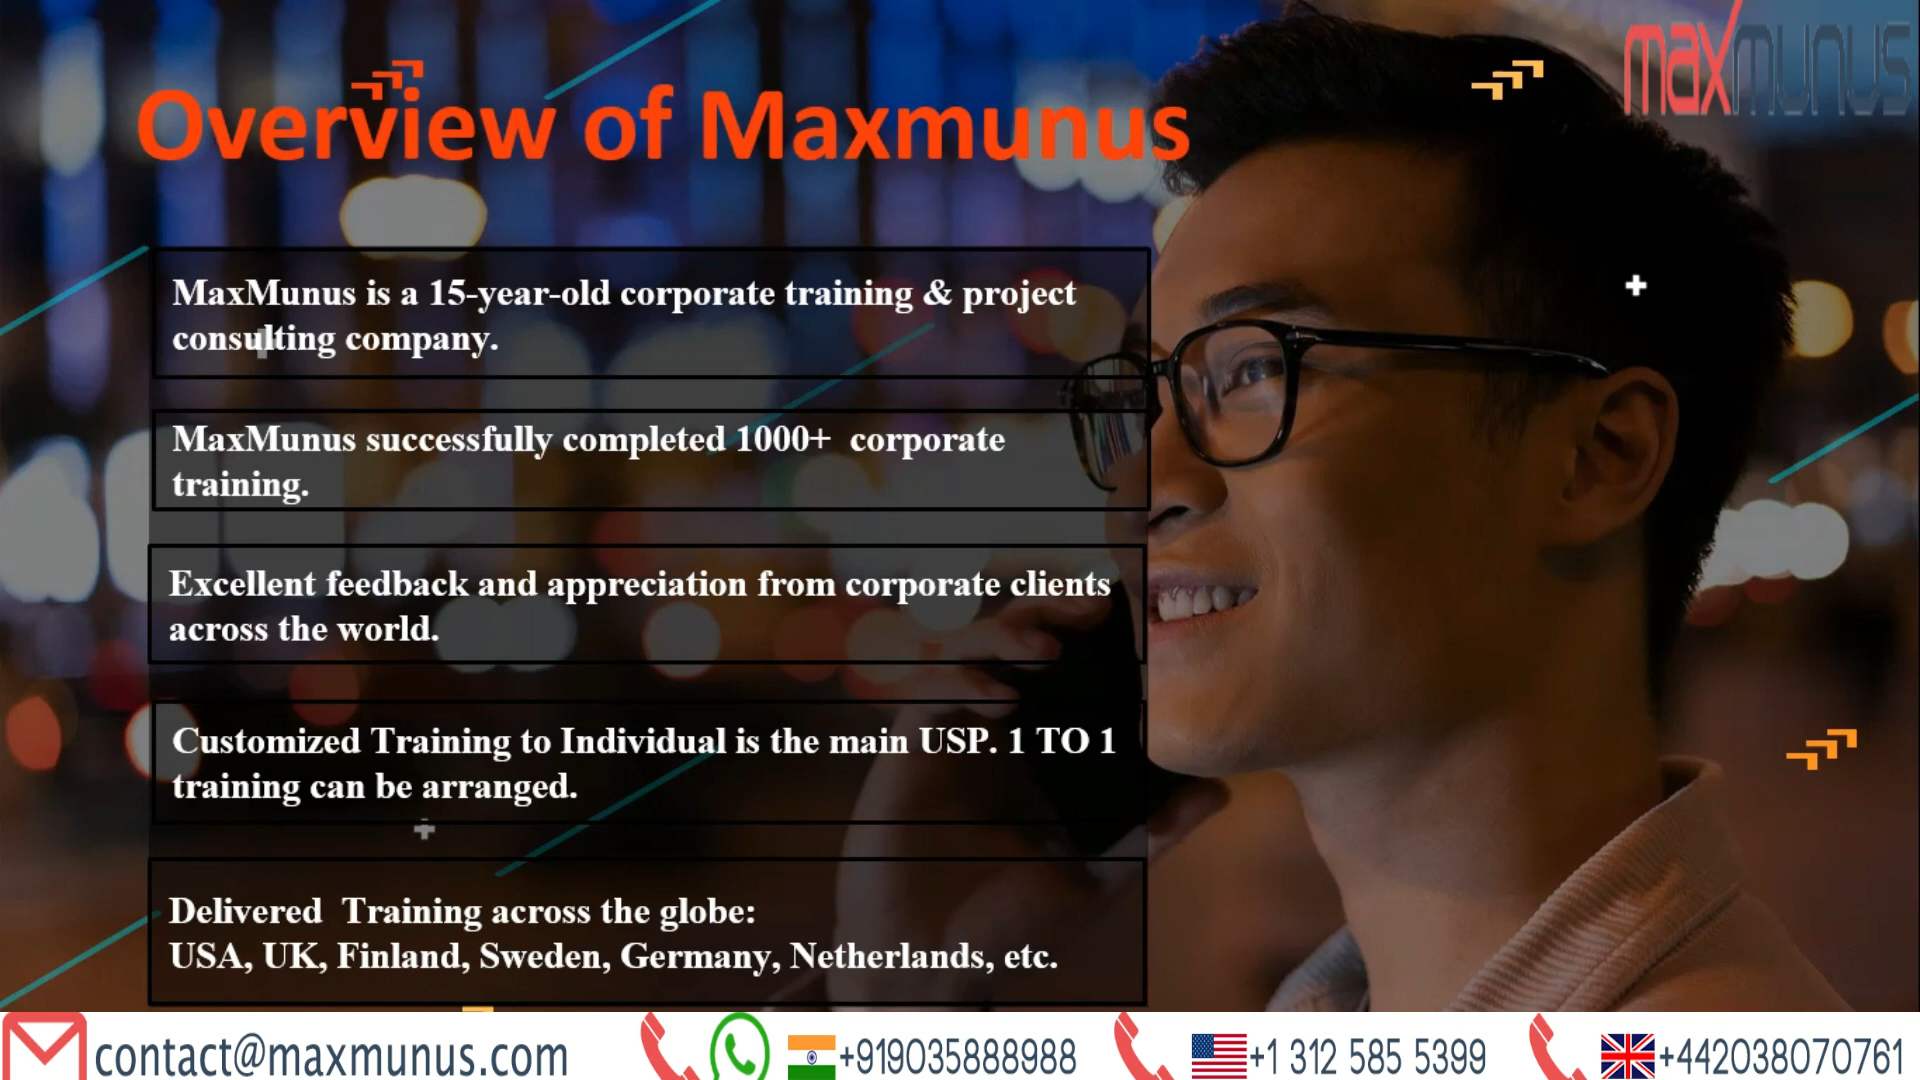 maxmunus
Overview of Maxmunus
MaxMunus is a 15-year-old corporate training & project
consulting company.
MaxMunus successfully completed 1000+  corporate
training.
Excellent feedback and appreciation from corporate clients
across the world.
Customized Training to Individual is the main USP. 1 TO 1
training can be arranged.
Delivered  Training across the globe:
USA, UK, Finland, Sweden, Germany, Netherlands, etc.
contact@maxmunus.com +919035888988 +1 312 585 5399 +442038070761